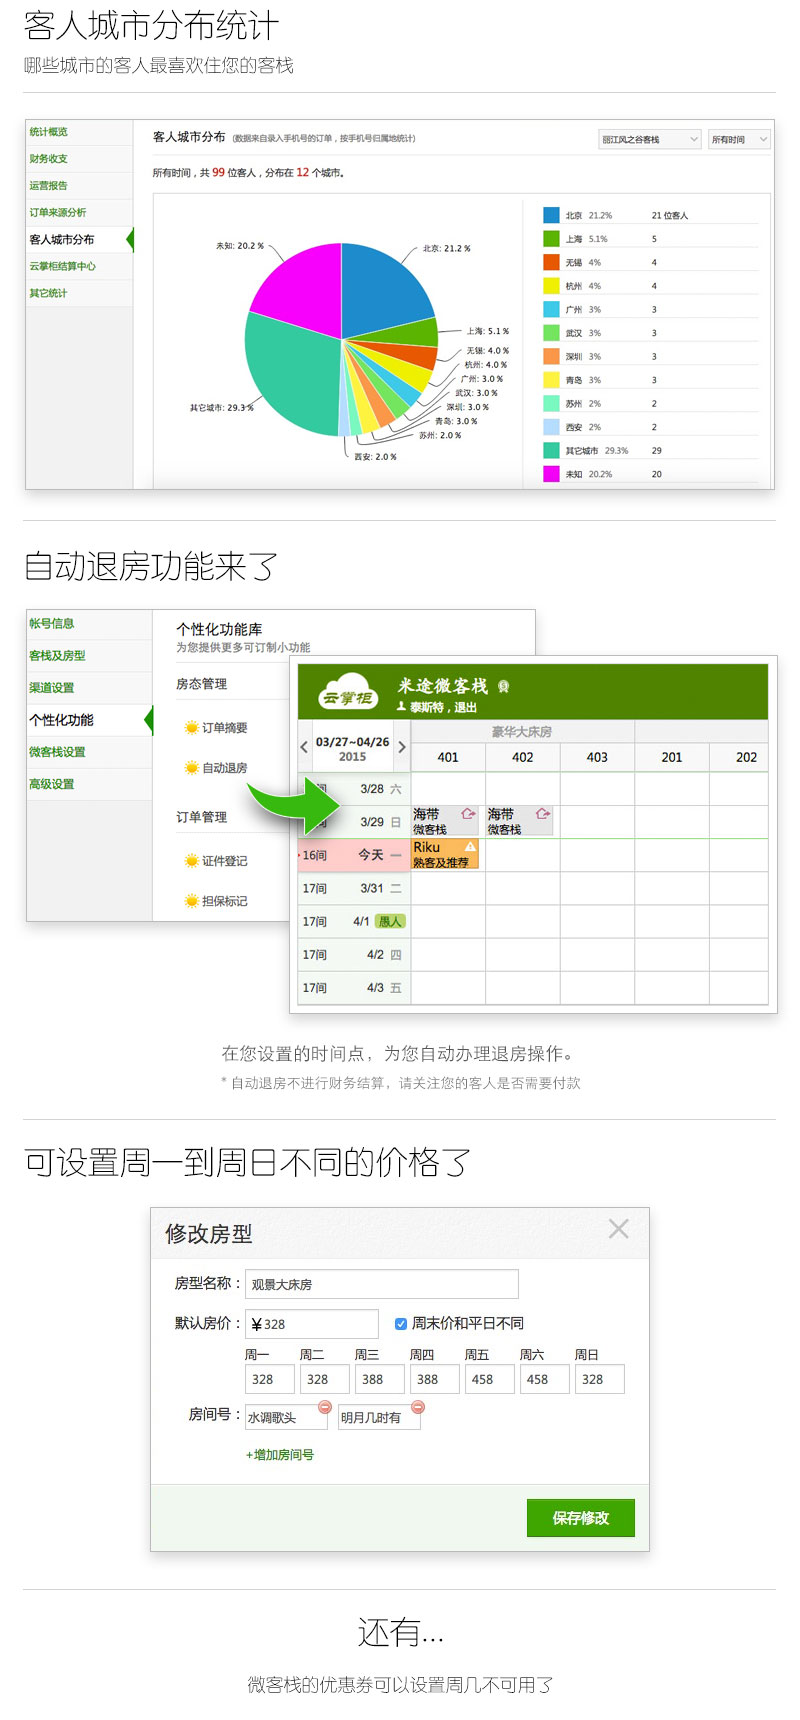 客人城市分布统计
哪些城市的客人最喜欢住您的客栈
统计概览
财务收支
运营报告
订单来源分析
客人城市分布
云掌柜结算中心
其它统计
客人城市分布 (数据来自录入手机号的订单，按手机号归属地统计)
丽江风之谷客栈
所有时间
所有时间，共 99 位客人，分布在 12 个城市。
未知: 20.2 %
北京: 21.2 %
上海: 5.1 %
无锡: 4.0 %
杭州: 4.0 %
广州: 3.0 %
武汉: 3.0 %
深圳: 3.0 %
青岛: 3.0 %
苏州: 2.0 %
西安: 2.0 %
其它城市: 29.3 %
北京 21.2% 21 位客人
上海 5.1% 5
无锡 4% 4
杭州 4% 4
广州 3% 3
武汉 3% 3
深圳 3% 3
青岛 3% 3
苏州 2% 2
西安 2% 2
其它城市 29.3% 29
未知 20.2% 20
自动退房功能来了
帐号信息
客栈及房型
渠道设置
个性化功能
微客栈设置
高级设置
个性化功能库
为您提供更多可订制小功能
房态管理
订单摘要
自动退房
订单管理
证件登记
担保标记
云掌柜
米途微客栈
泰斯特，退出
03/27~04/26
2015
豪华大床房
401 402 403 201 202
间 3/28 六
间 3/29 日
海带
微客栈
海带
微客栈
16间 今天 一
Riku
熟客及推荐
17间 3/31 二
17间 4/1 愚人
17间 4/2 四
17间 4/3 五
在您设置的时间点，为您自动办理退房操作。
* 自动退房不进行财务结算，请关注您的客人是否需要付款
可设置周一到周日不同的价格了
修改房型
房型名称： 观景大床房
默认房价： ¥328 周末价和平日不同
周一 周二 周三 周四 周五 周六 周日
328 328 388 388 458 458 328
房间号： 水调歌头 明月几时有
+增加房间号
保存修改
还有...
微客栈的优惠券可以设置周几不可用了